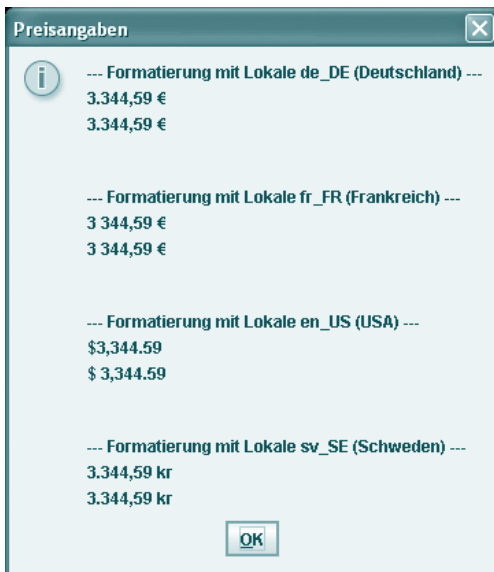 Preisangaben
--- Formatierung mit Lokale de_DE (Deutschland) ---
3.344,59 €
3.344,59 €
--- Formatierung mit Lokale fr_FR (Frankreich) ---
3 344,59 €
3 344,59 €
--- Formatierung mit Lokale en_US (USA) ---
$3,344.59
$ 3,344.59
--- Formatierung mit Lokale sv_SE (Schweden) ---
3.344,59 kr
3.344,59 kr
OK